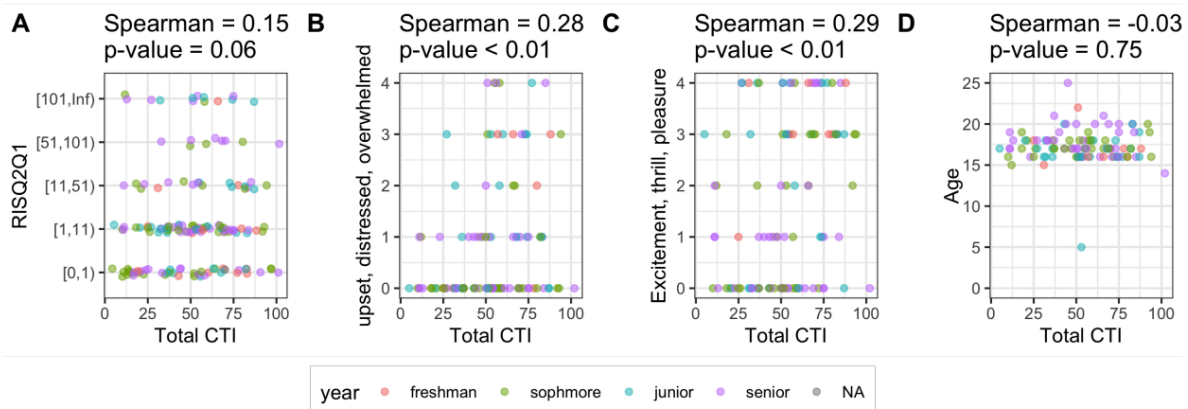 A
Spearman = 0.15
p-value = 0.06
RISQ2Q1
[101,Inf)
[51,101)
[11,51)
[1,11)
[0,1)
0 25 50 75 100
Total CTI
B
Spearman = 0.28
p-value < 0.01
upset, distressed, overwhelmed
4
3
2
1
0
0 25 50 75 100
Total CTI
C
Spearman = 0.29
p-value < 0.01
Excitement, thrill, pleasure
4
3
2
1
0
0 25 50 75 100
Total CTI
D
Spearman = -0.03
p-value = 0.75
Age
25
20
15
10
5
0
0 25 50 75 100
Total CTI
year freshman sophmore junior senior NA